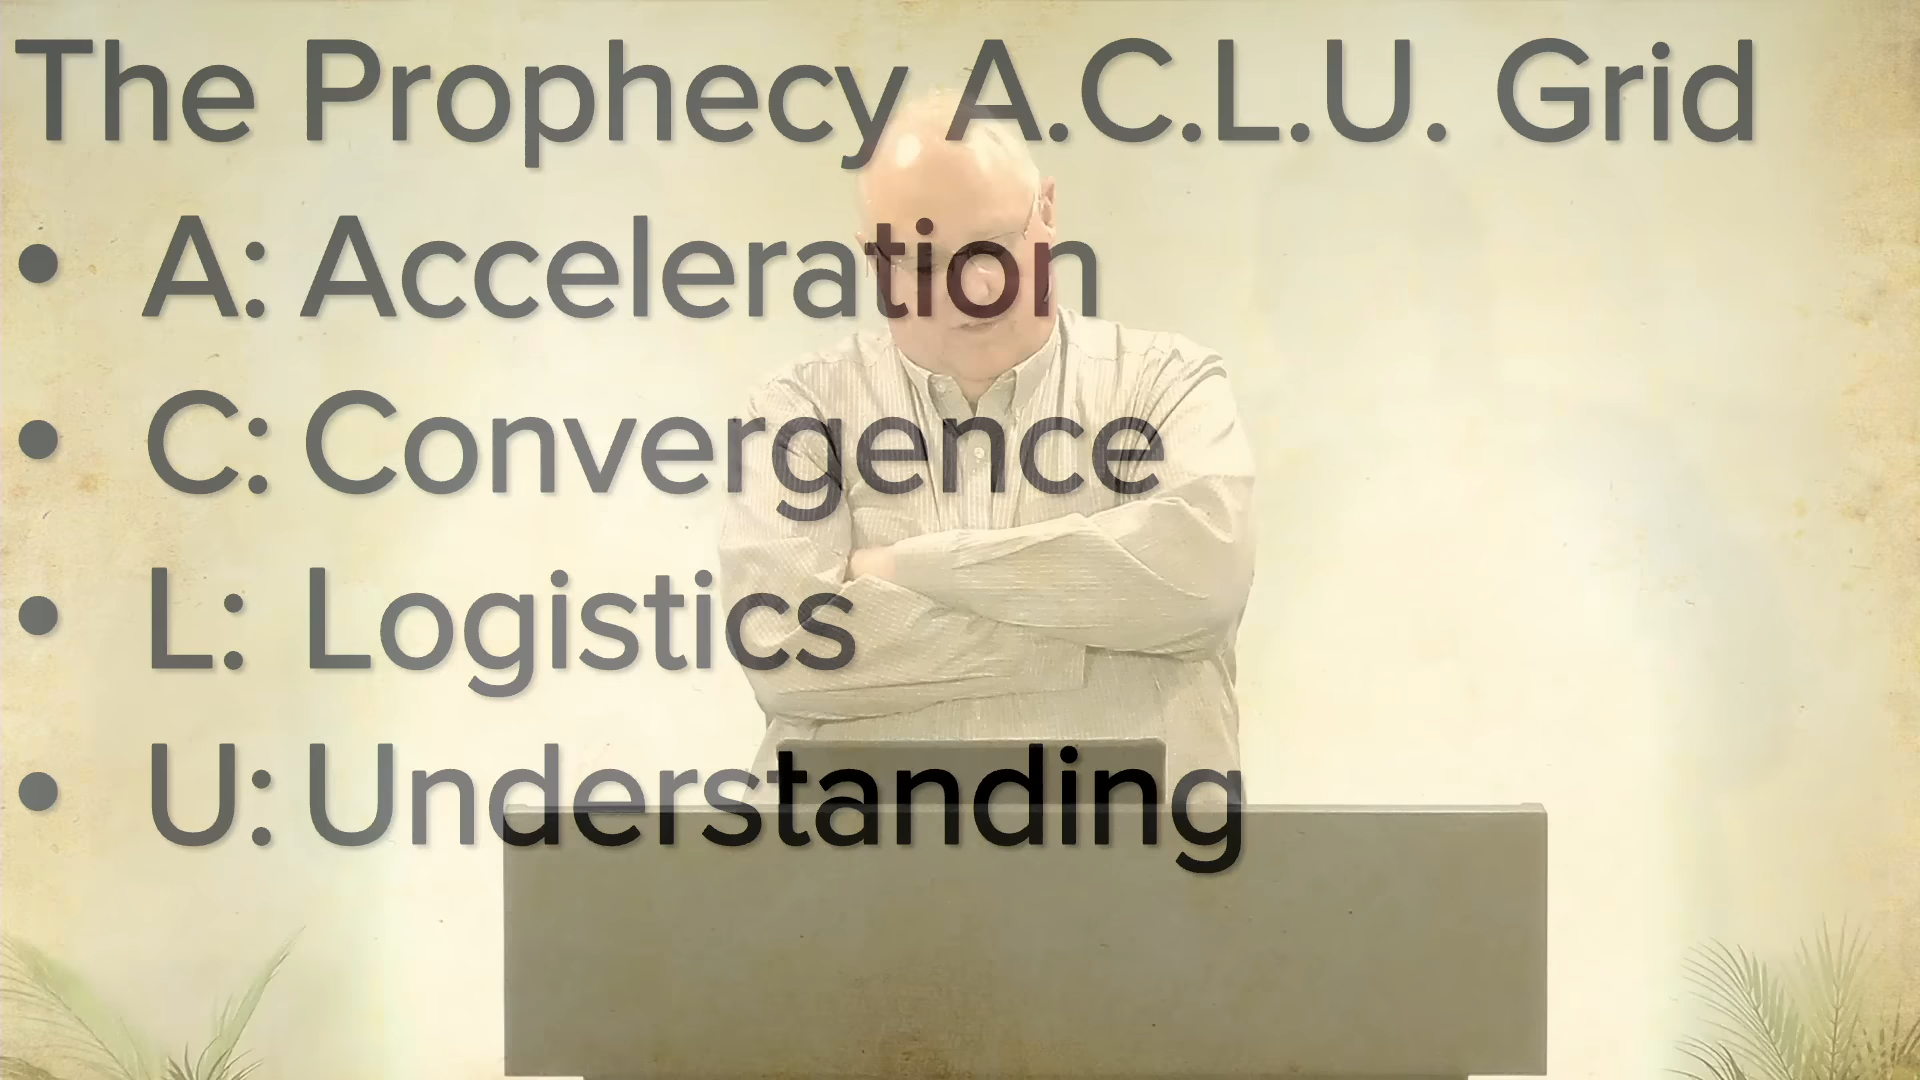 The Prophecy A.C.L.U. Grid
• A: Acceleration
• C: Convergence
• L: Logistics
• U: Understanding